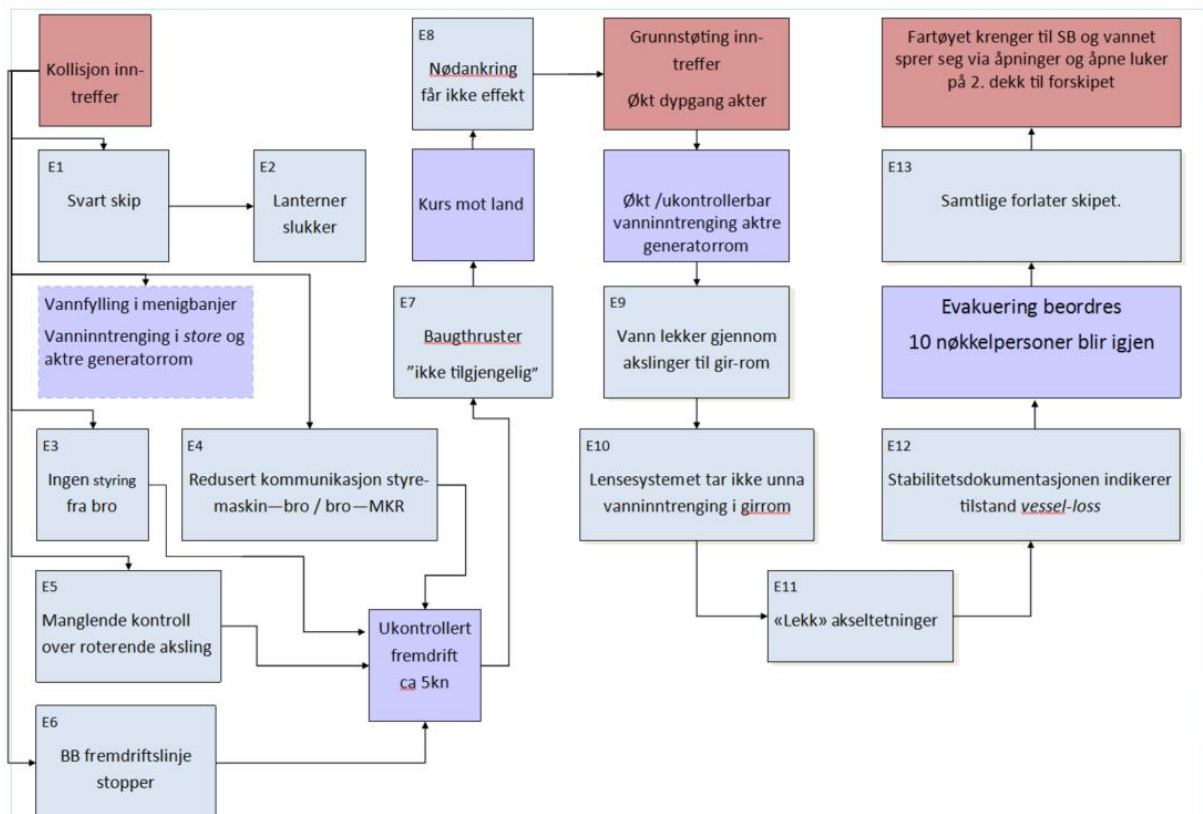 Kollisjon inn-
treffer
E1
Svart skip
E2
Lanterner
slukker
Vannfylling i menigbanjer
Vanninntrenging i store og
aktre generatorrom
E3
Ingen styring
fra bro
E4
Redusert kommunikasjon styre-
maskin—bro / bro—MKR
E5
Manglende kontroll
over roterende aksling
E6
BB fremdriftslinje
stopper
Ukontrollert
fremdrift
ca 5kn
E7
Baugthruster
”ikke tilgjengelig”
Kurs mot land
E8
Nødankring
får ikke effekt
Grunnstøting inn-
treffer
Økt dypgang akter
Økt /ukontrollerbar
vanninntrenging aktre
generatorrom
E9
Vann lekker gjennom
akslinger til gir-rom
E10
Lensesystemet tar ikke unna
vanninntrenging i girrom
E11
«Lekk» akseltetninger
E12
Stabilitetsdokumentasjonen indikerer
tilstand vessel-loss
Evakuering beordres
10 nøkkelpersoner blir igjen
E13
Samtlige forlater skipet.
Fartøyet krenger til SB og vannet
sprer seg via åpninger og åpne luker
på 2. dekk til forskipet